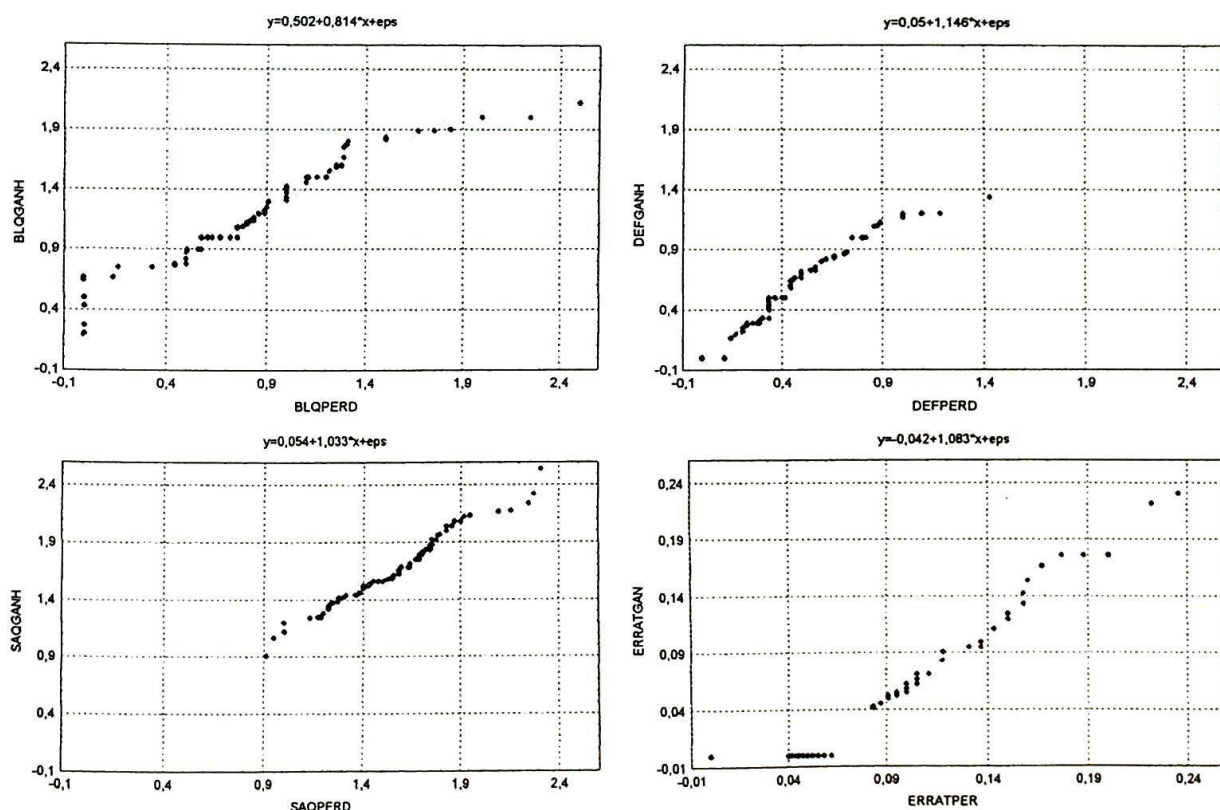 y=0,502+0,814*x+eps
2,4
1,9
1,4
0,9
0,4
-0,1
BLQGANH
-0,1 0,4 0,9 1,4 1,9 2,4
BLQPERD
y=0,05+1,146*x+eps
2,4
1,9
1,4
0,9
0,4
-0,1
DEFGANH
-0,1 0,4 0,9 1,4 1,9 2,4
DEFPERD
y=0,054+1,033*x+eps
2,4
1,9
1,4
0,9
0,4
-0,1
SAQGANH
-0,1 0,4 0,9 1,4 1,9 2,4
SAQPERD
y=-0,042+1,083*x+eps
0,24
0,19
0,14
0,09
0,04
-0,01
ERRATGAN
-0,01 0,04 0,09 0,14 0,19 0,24
ERRATPER